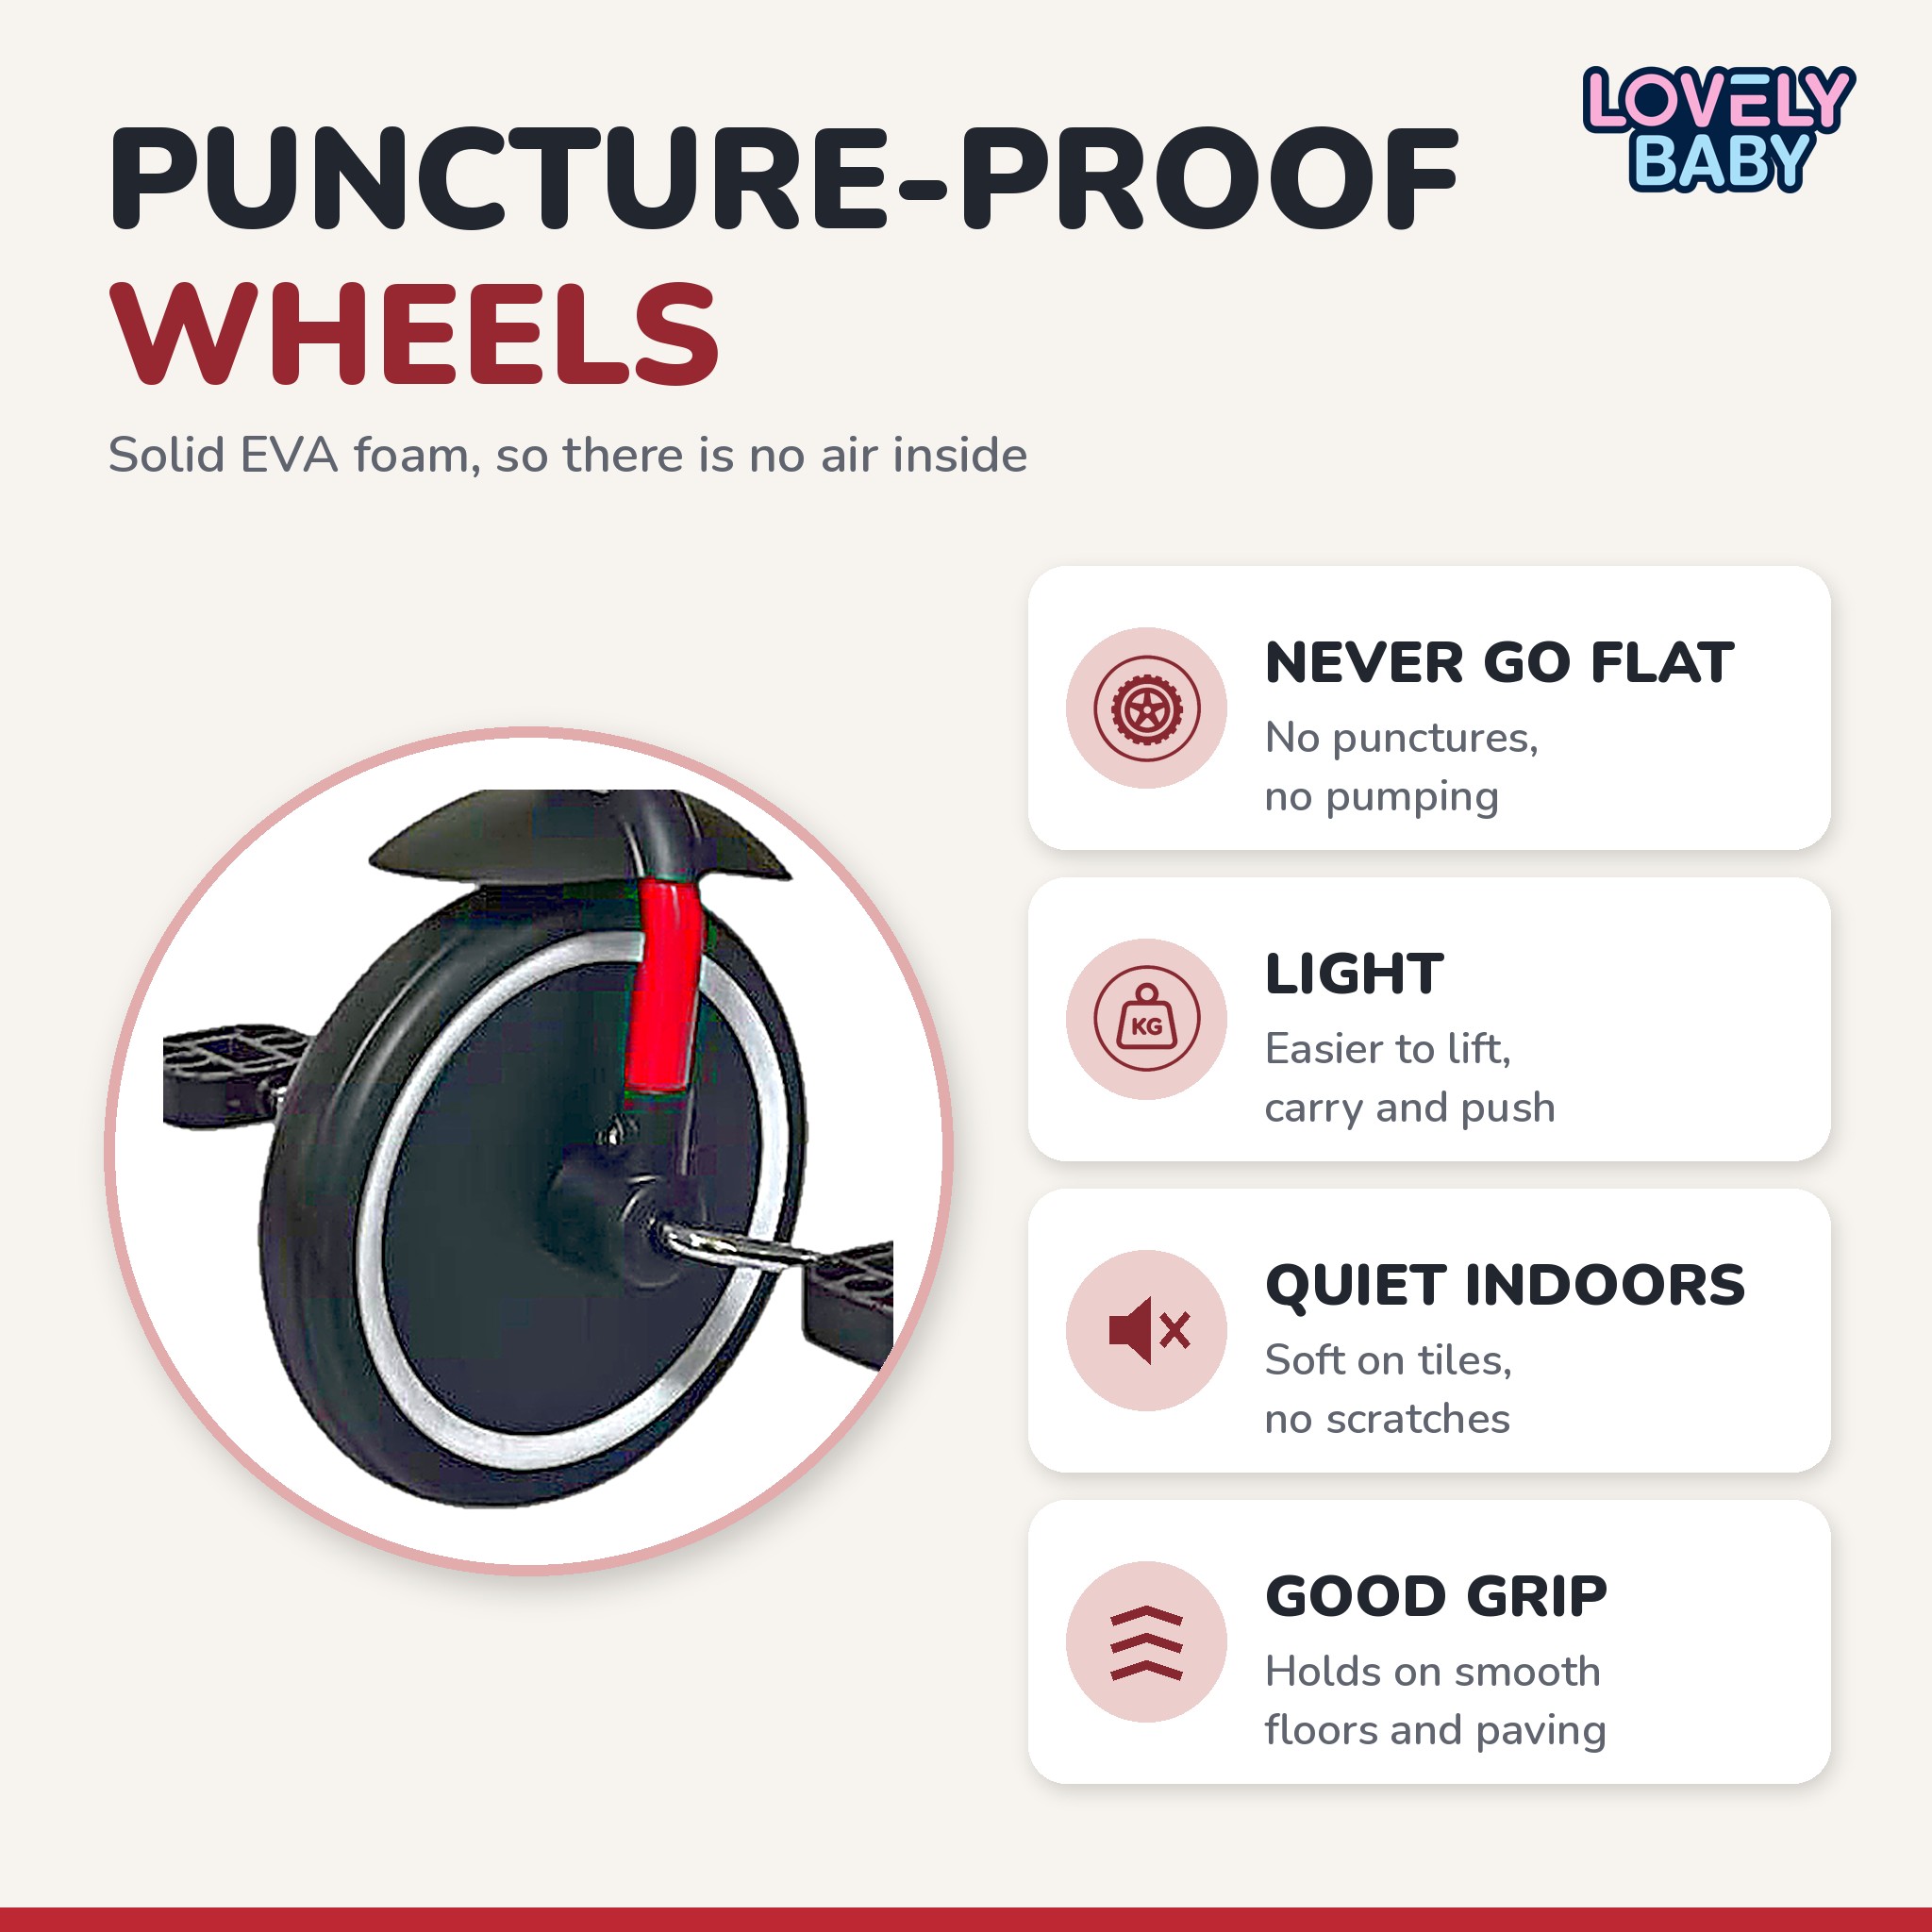 LOVELY
BABY
PUNCTURE-PROOF
WHEELS
Solid EVA foam, so there is no air inside
NEVER GO FLAT
No punctures,
no pumping
KG
LIGHT
Easier to lift,
carry and push
QUIET INDOORS
Soft on tiles,
no scratches
GOOD GRIP
Holds on smooth
floors and paving